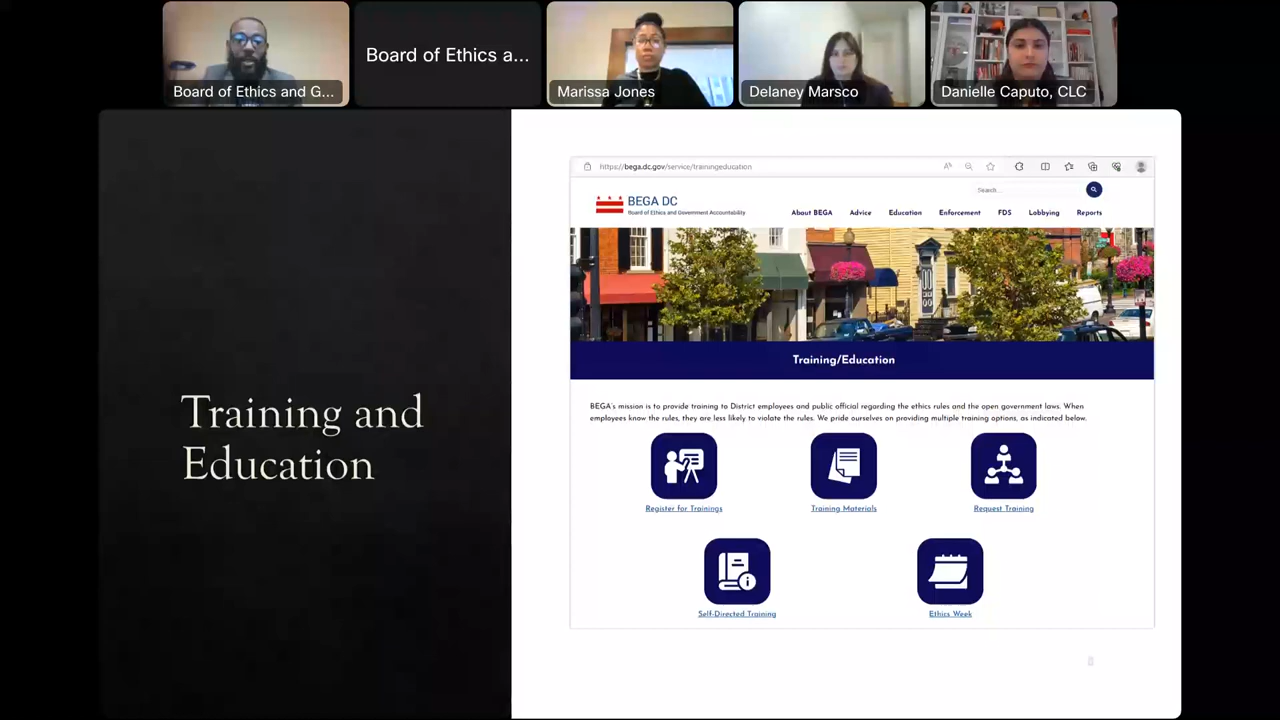 Board of Ethics and G...
Board of Ethics a...
Marissa Jones
Delaney Marsco
Danielle Caputo, CLC
Training and
Education
https://bega.dc.gov/service/trainingeducation
Search...
BEGA DC
Board of Ethics and Government Accountability
About BEGA Advice Education Enforcement FDS Lobbying Reports
Training/Education
BEGA's mission is to provide training to District employees and public official regarding the ethics rules and the open government laws. When
employees know the rules, they are less likely to violate the rules. We pride ourselves on providing multiple training options, as indicated below.
Register for Trainings
Training Materials
Request Training
Self-Directed Training
Ethics Week